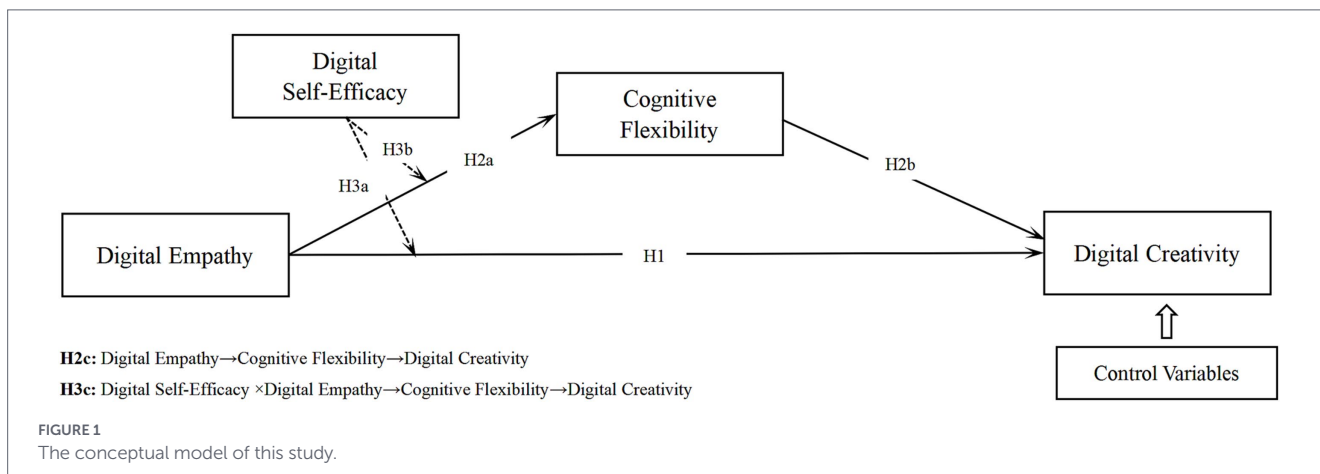 Digital
Self-Efficacy
Cognitive
Flexibility
H3b
H2a
H2b
H3a
Digital Empathy
H1
Digital Creativity
H2c: Digital Empathy→Cognitive Flexibility→Digital Creativity
Control Variables
H3c: Digital Self-Efficacy ×Digital Empathy→Cognitive Flexibility→Digital Creativity
FIGURE 1
The conceptual model of this study.